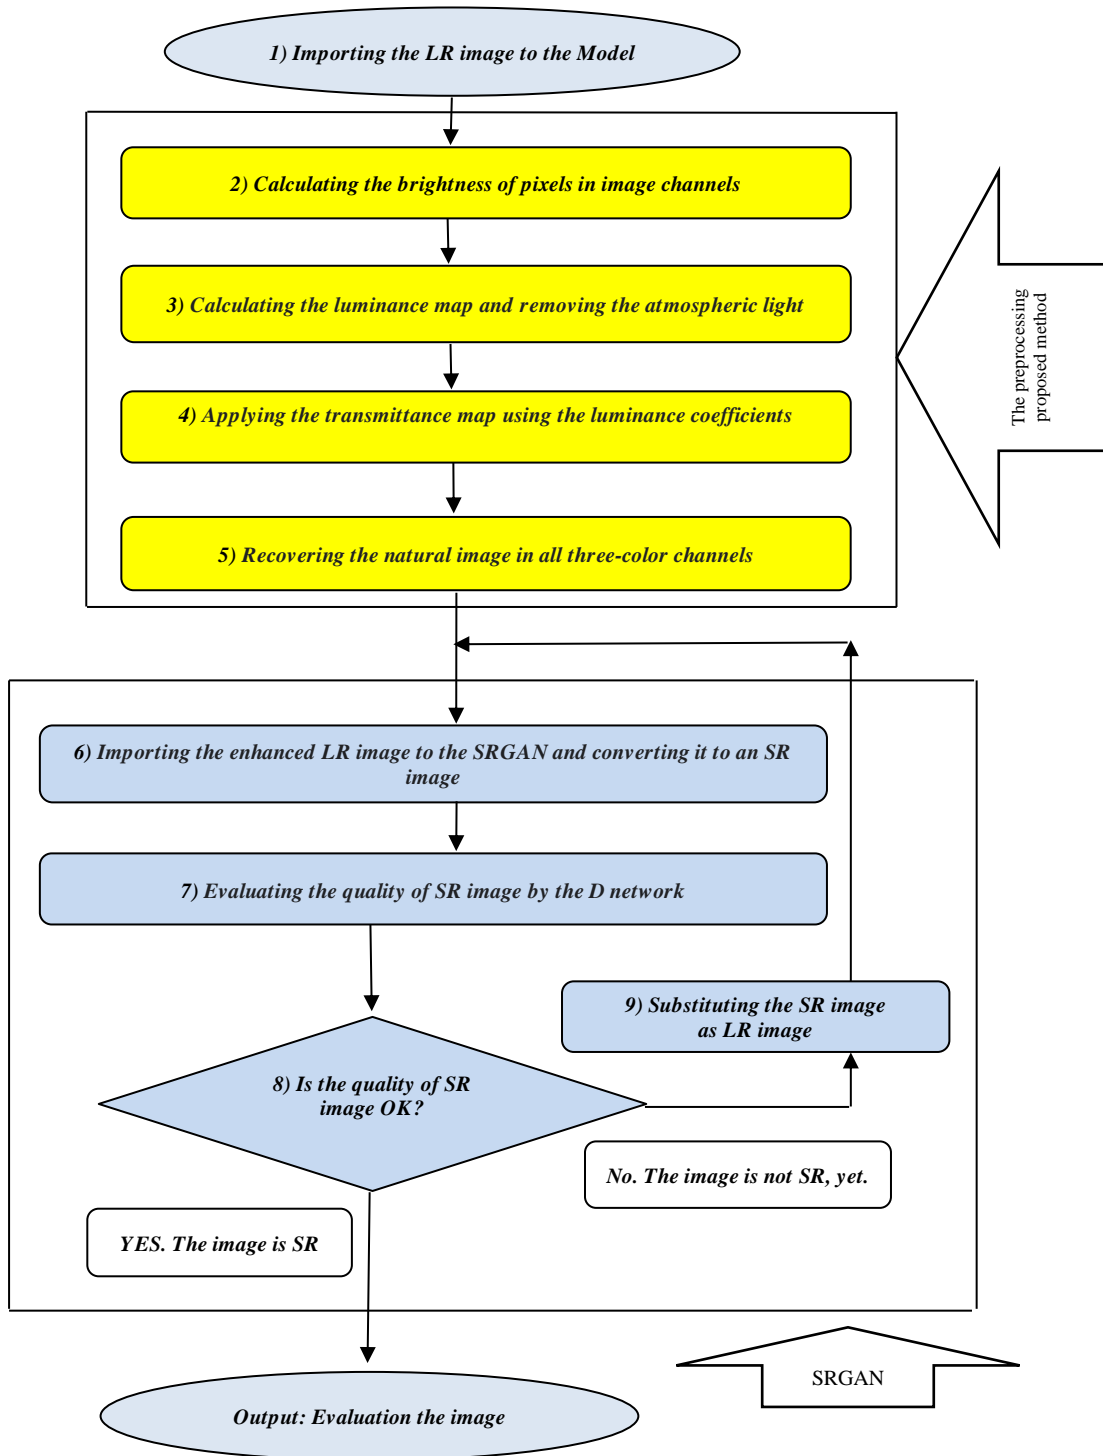 1) Importing the LR image to the Model
2) Calculating the brightness of pixels in image channels
3) Calculating the luminance map and removing the atmospheric light
4) Applying the transmittance map using the luminance coefficients
5) Recovering the natural image in all three-color channels
The preprocessing
proposed method
6) Importing the enhanced LR image to the SRGAN and converting it to an SR
image
7) Evaluating the quality of SR image by the D network
9) Substituting the SR image
as LR image
8) Is the quality of SR
image OK?
No. The image is not SR, yet.
YES. The image is SR
SRGAN
Output: Evaluation the image